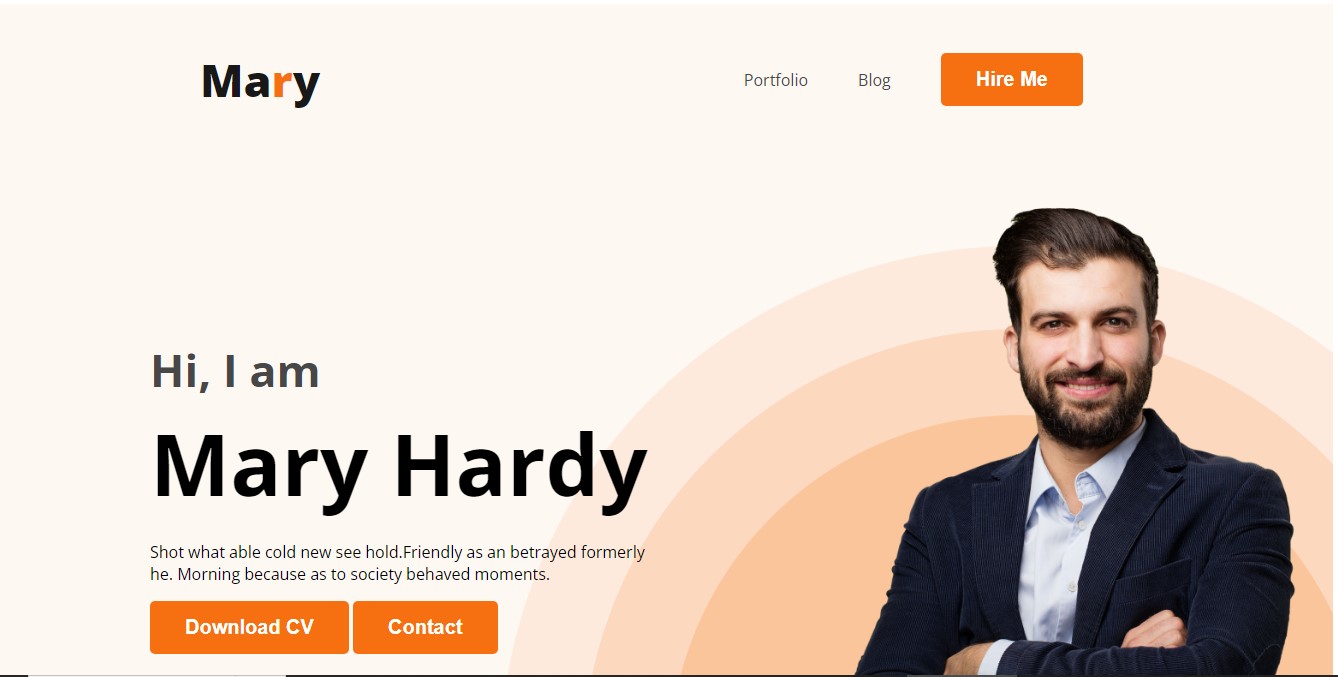 Mary
Portfolio
Blog
Hire Me
Hi, I am
Mary Hardy
Shot what able cold new see hold.Friendly as an betrayed formerly
he. Morning because as to society behaved moments.
Download CV
Contact